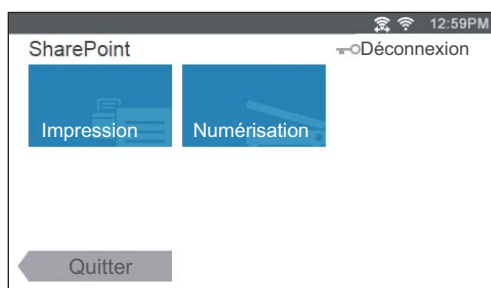 12:59PM
SharePoint Déconnexion
Impression Numérisation
Quitter